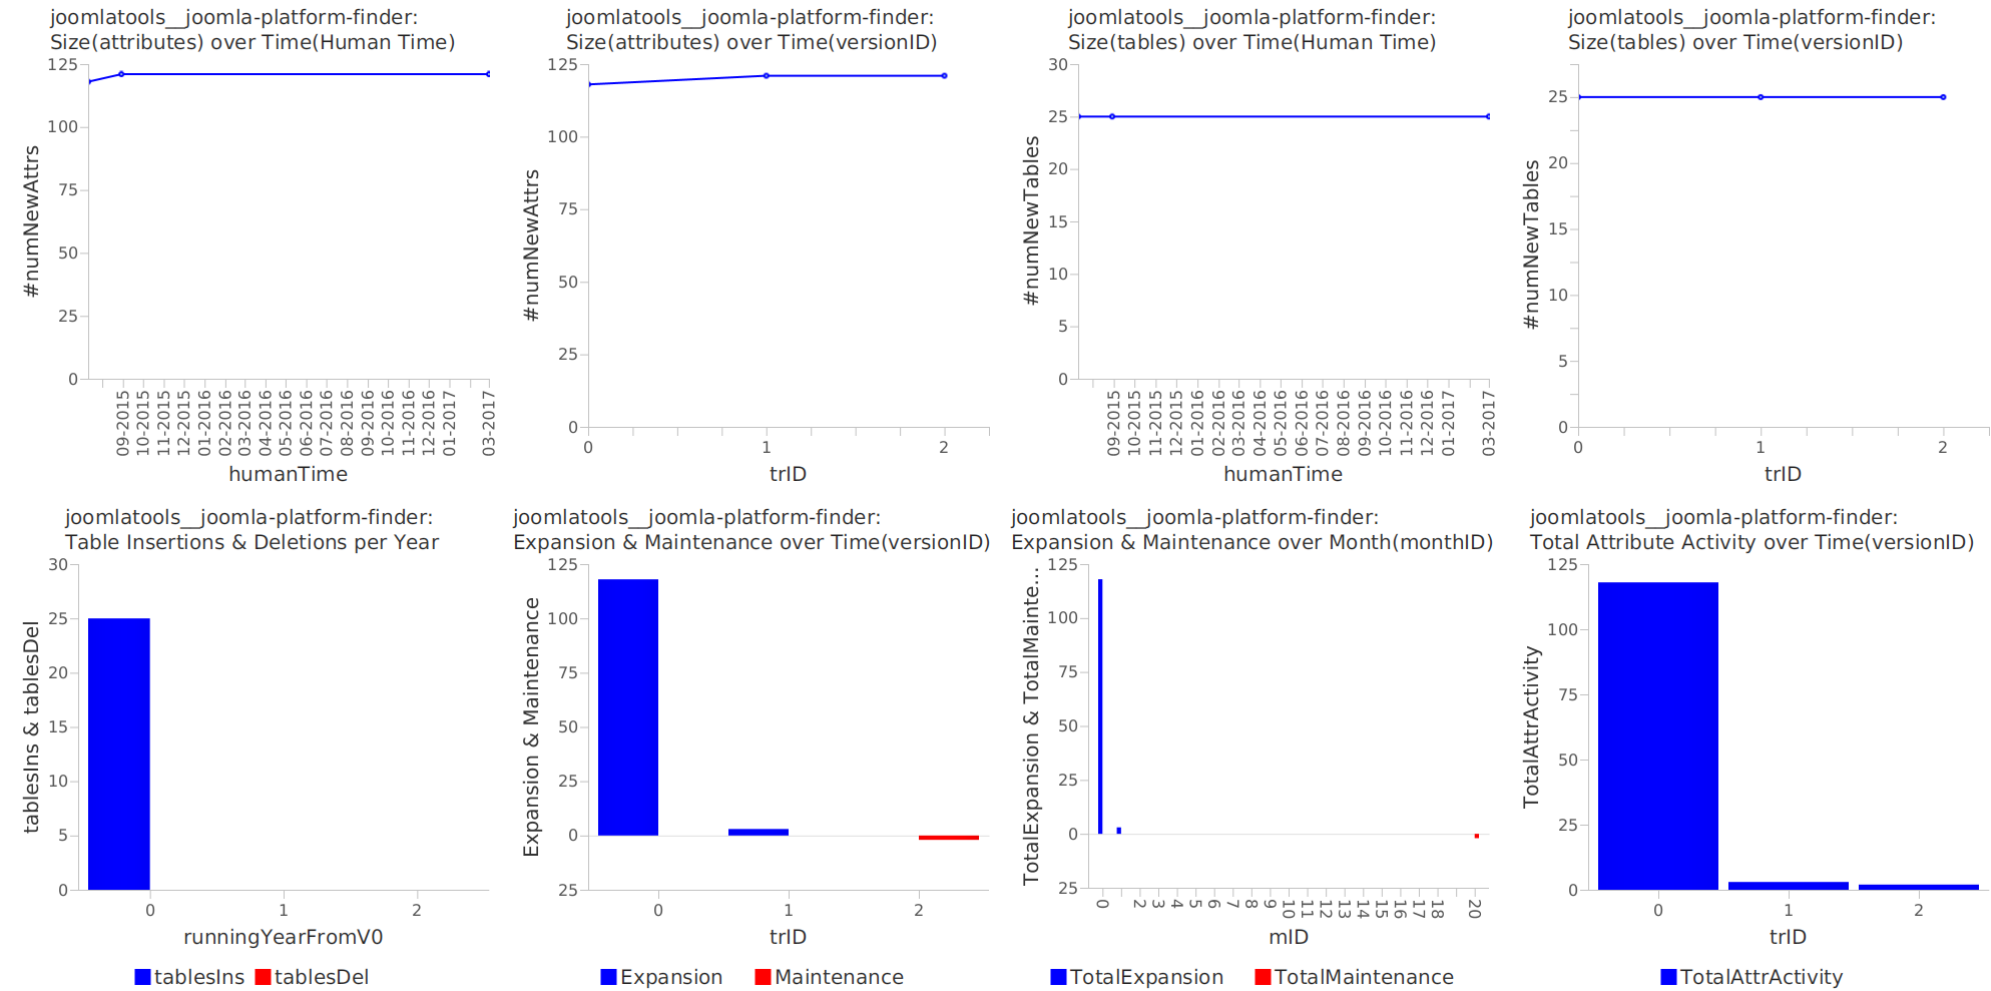 joomlatools__joomla-platform-finder:
Size(attributes) over Time(Human Time)
125
100
75
50
25
0
#numNewAttrs
09-2015
10-2015
11-2015
12-2015
01-2016
02-2016
03-2016
04-2016
05-2016
06-2016
07-2016
08-2016
09-2016
10-2016
11-2016
12-2016
01-2017
03-2017
humanTime
joomlatools__joomla-platform-finder:
Size(attributes) over Time(versionID)
125
100
75
50
25
0
#numNewAttrs
0 1 2
trID
joomlatools__joomla-platform-finder:
Size(tables) over Time(Human Time)
30
25
20
15
10
5
0
#numNewTables
09-2015
10-2015
11-2015
12-2015
01-2016
02-2016
03-2016
04-2016
05-2016
06-2016
07-2016
08-2016
09-2016
10-2016
11-2016
12-2016
01-2017
03-2017
humanTime
joomlatools__joomla-platform-finder:
Size(tables) over Time(versionID)
25
20
15
10
5
0
#numNewTables
0 1 2
trID
joomlatools__joomla-platform-finder:
Table Insertions & Deletions per Year
30
25
20
15
10
5
0
tablesIns & tablesDel
0 1 2
runningYearFromV0
tablesIns tablesDel
joomlatools__joomla-platform-finder:
Expansion & Maintenance over Time(versionID)
125
100
75
50
25
0
25
Expansion & Maintenance
0 1 2
trID
Expansion Maintenance
joomlatools__joomla-platform-finder:
Expansion & Maintenance over Month(monthID)
125
100
75
50
25
0
25
TotalExpansion & TotalMainte...
0 2 3 4 5 6 7 8 9 10 11 12 13 14 15 16 17 18 20
mID
TotalExpansion TotalMaintenance
joomlatools__joomla-platform-finder:
Total Attribute Activity over Time(versionID)
125
100
75
50
25
0
TotalAttrActivity
0 1 2
trID
TotalAttrActivity